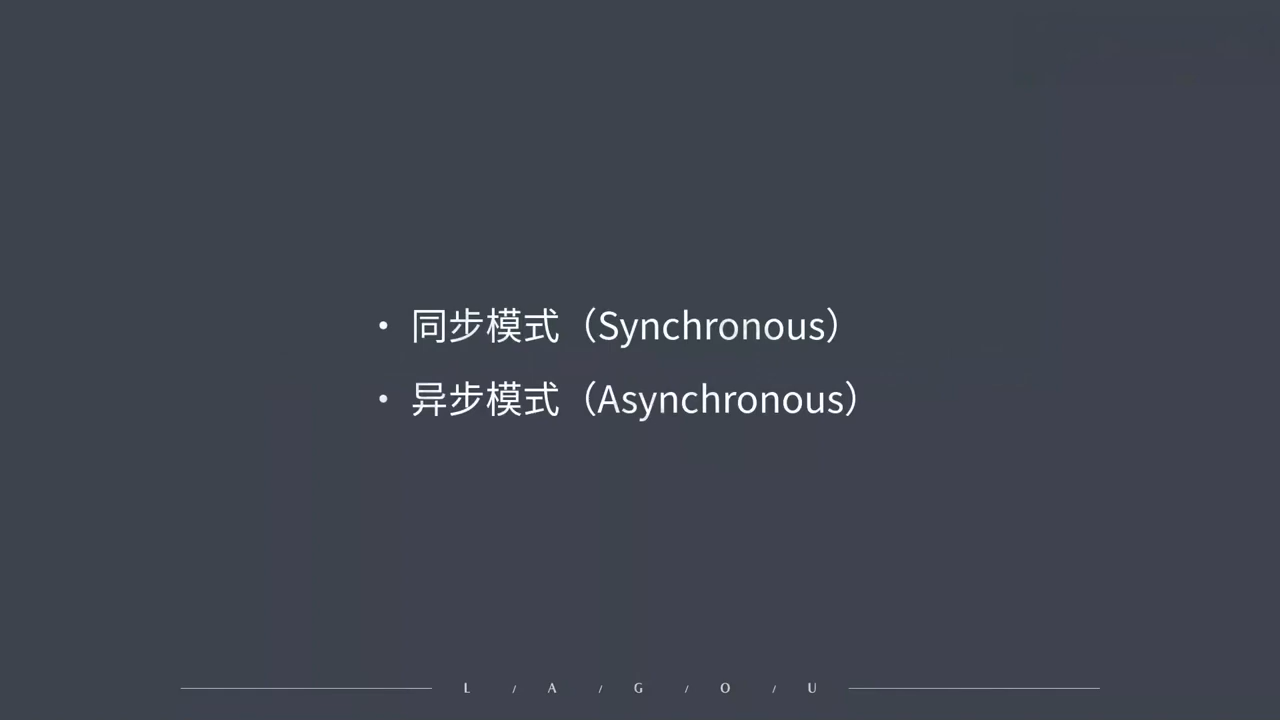 • 同步模式（Synchronous）
• 异步模式（Asynchronous）
L / A / G / O / U